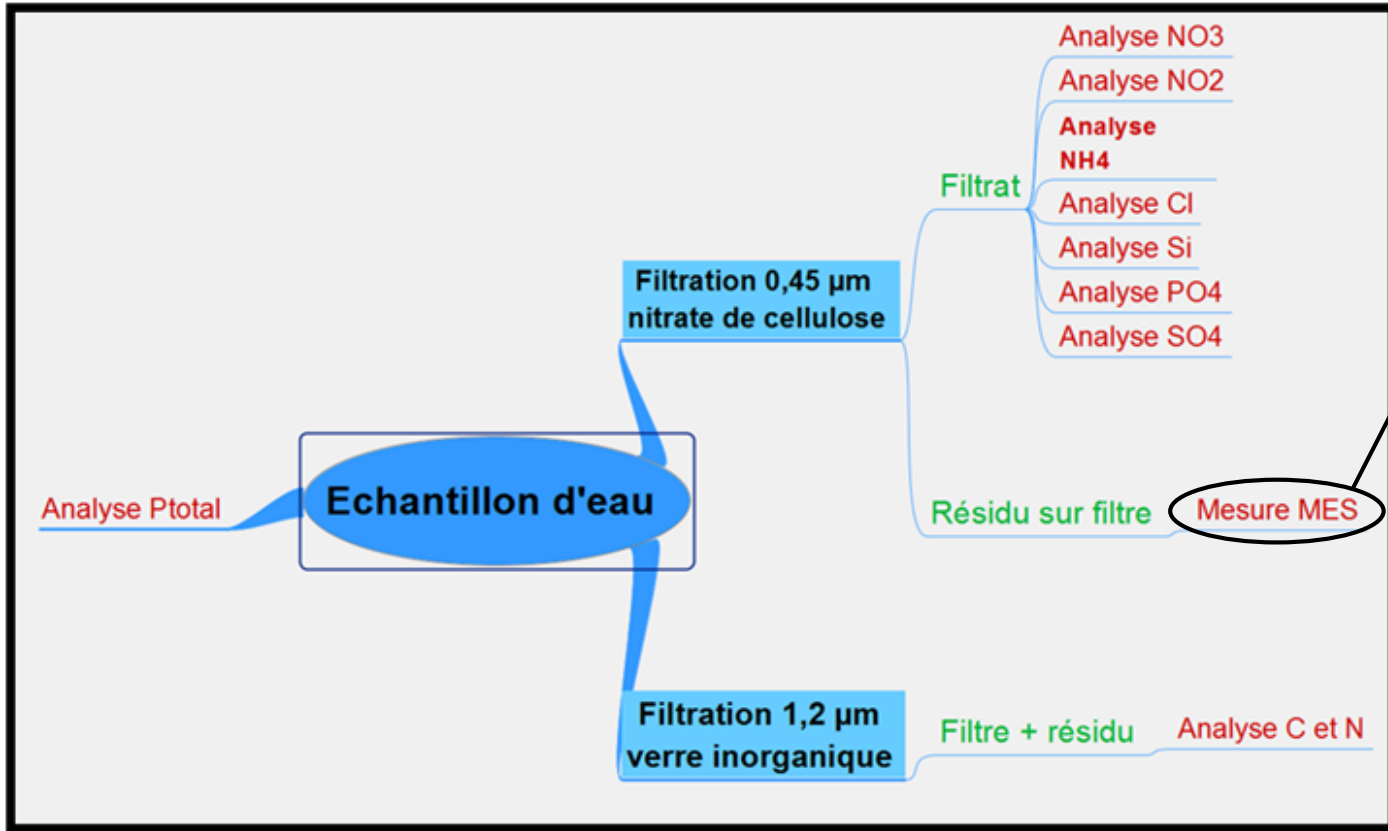 Analyse NO3
Analyse NO2
Analyse
NH4
Filtrat
Analyse Cl
Analyse Si
Filtration 0,45 µm
nitrate de cellulose
Analyse PO4
Analyse SO4
Echantillon d'eau
Analyse Ptotal
Résidu sur filtre
Mesure MES
Filtration 1,2 µm
verre inorganique
Filtre + résidu
Analyse C et N